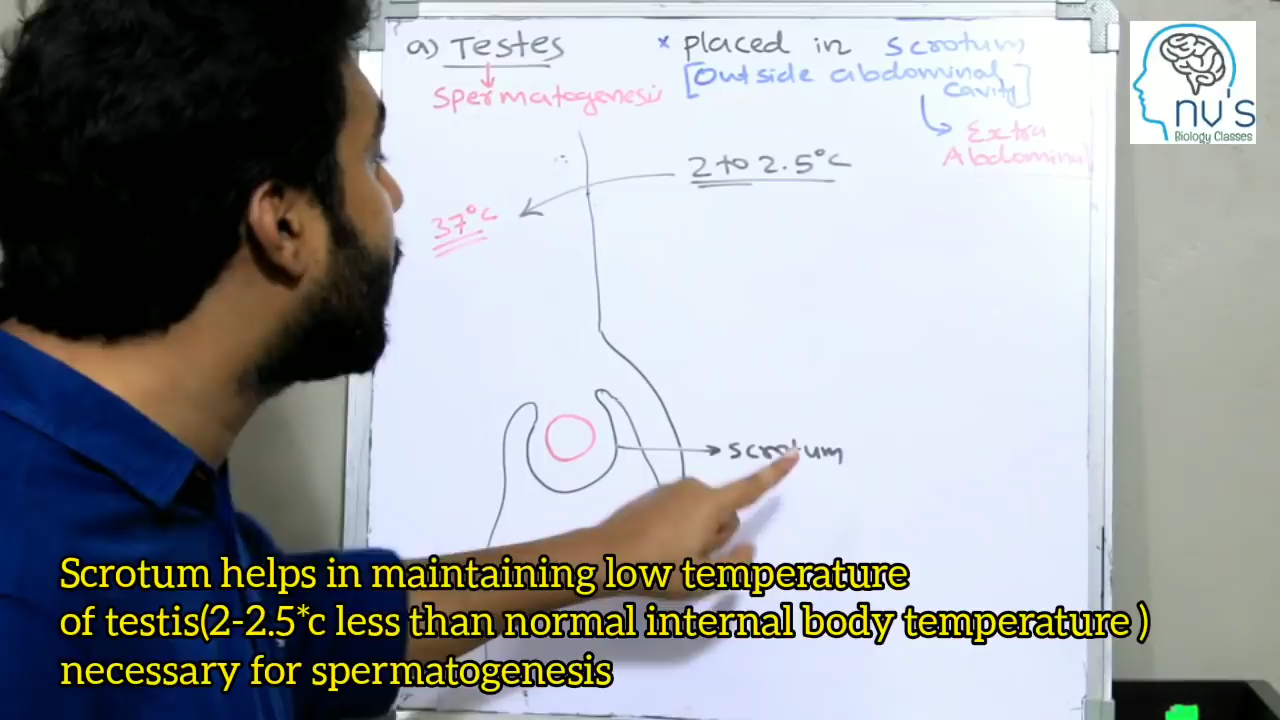 a) Testes
Spermatogenesis
* placed in scrotum
[Outside abdominal
Cavity]
Extra
Abdominal
2 to 2.5°C
37°C
scrotum
nv's
Biology Classes
Scrotum helps in maintaining low temperature
of testis(2-2.5*c less than normal internal body temperature )
necessary for spermatogenesis